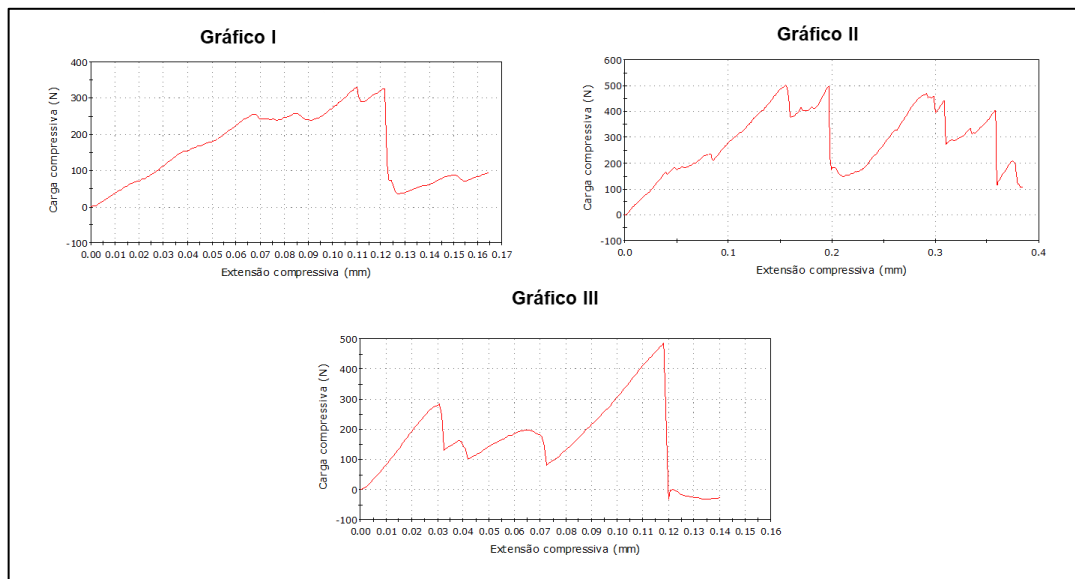 Gráfico I
400
300
200
100
0
-100
Carga compressiva (N)
0.00 0.01 0.02 0.03 0.04 0.05 0.06 0.07 0.08 0.09 0.10 0.11 0.12 0.13 0.14 0.15 0.16 0.17
Extensão compressiva (mm)
Gráfico II
600
500
400
300
200
100
0
-100
Carga compressiva (N)
0.0 0.1 0.2 0.3 0.4
Extensão compressiva (mm)
Gráfico III
500
400
300
200
100
0
-100
Carga compressiva (N)
0.00 0.01 0.02 0.03 0.04 0.05 0.06 0.07 0.08 0.09 0.10 0.11 0.12 0.13 0.14 0.15 0.16
Extensão compressiva (mm)